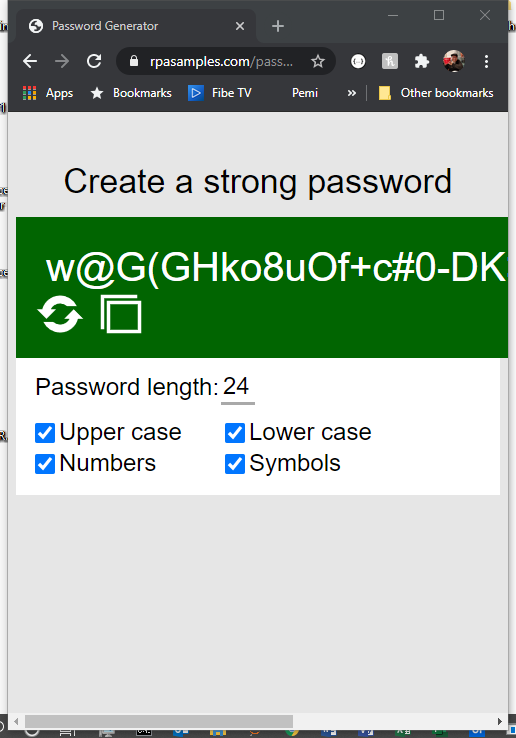 Password Generator
rpasamples.com/pass...
Apps Bookmarks Fibe TV Pemi » Other bookmarks
Create a strong password
w@G(GHko8uOf+c#0-DK
Password length: 24
Upper case Lower case
Numbers Symbols